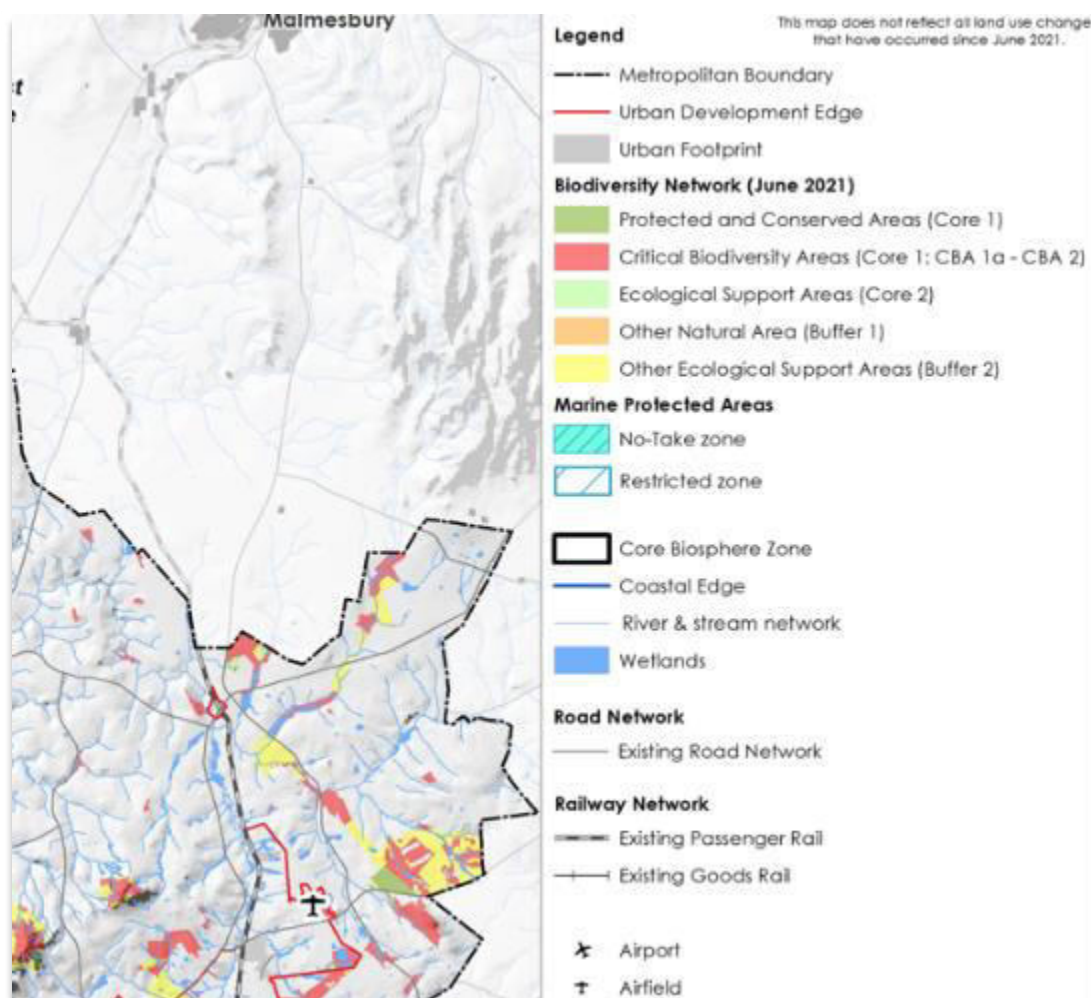 Malmesbury
st
e
This map does not reflect all land use change
that have occurred since June 2021.
Legend
Metropolitan Boundary
Urban Development Edge
Urban Footprint
Biodiversity Network (June 2021)
Protected and Conserved Areas (Core 1)
Critical Biodiversity Areas (Core 1; CBA 1a - CBA 2)
Ecological Support Areas (Core 2)
Other Natural Area (Buffer 1)
Other Ecological Support Areas (Buffer 2)
Marine Protected Areas
No-Take zone
Restricted zone
Core Biosphere Zone
Coastal Edge
River & stream network
Wetlands
Road Network
Existing Road Network
Railway Network
Existing Passenger Rail
Existing Goods Rail
Airport
Airfield